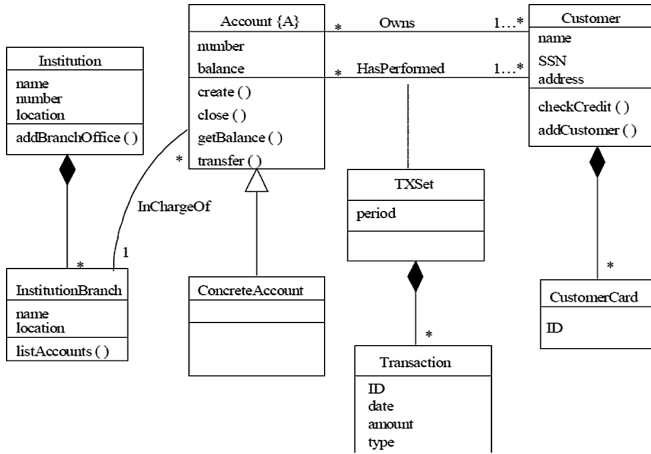 Institution
name
number
location
addBranchOffice ( )
*
InstitutionBranch
name
location
listAccounts ( )
*
InChargeOf
1
Account {A}
number
balance
create ( )
close ( )
getBalance ( )
transfer ( )
ConcreteAccount
* Owns 1…*
* HasPerformed 1…*
TXSet
period
*
Transaction
ID
date
amount
type
Customer
name
SSN
address
checkCredit ( )
addCustomer ( )
*
CustomerCard
ID